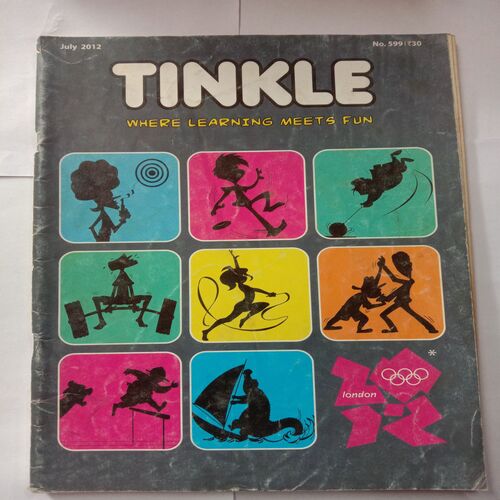 July 2012
No. 599 | ₹30
TINKLE
WHERE LEARNING MEETS FUN
*
london